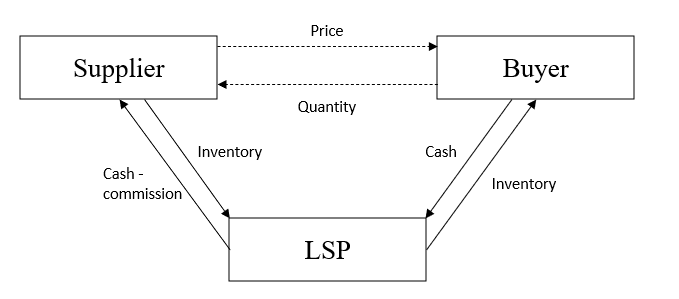 Price
Supplier
Buyer
Quantity
Inventory
Cash
Cash -
commission
Inventory
LSP